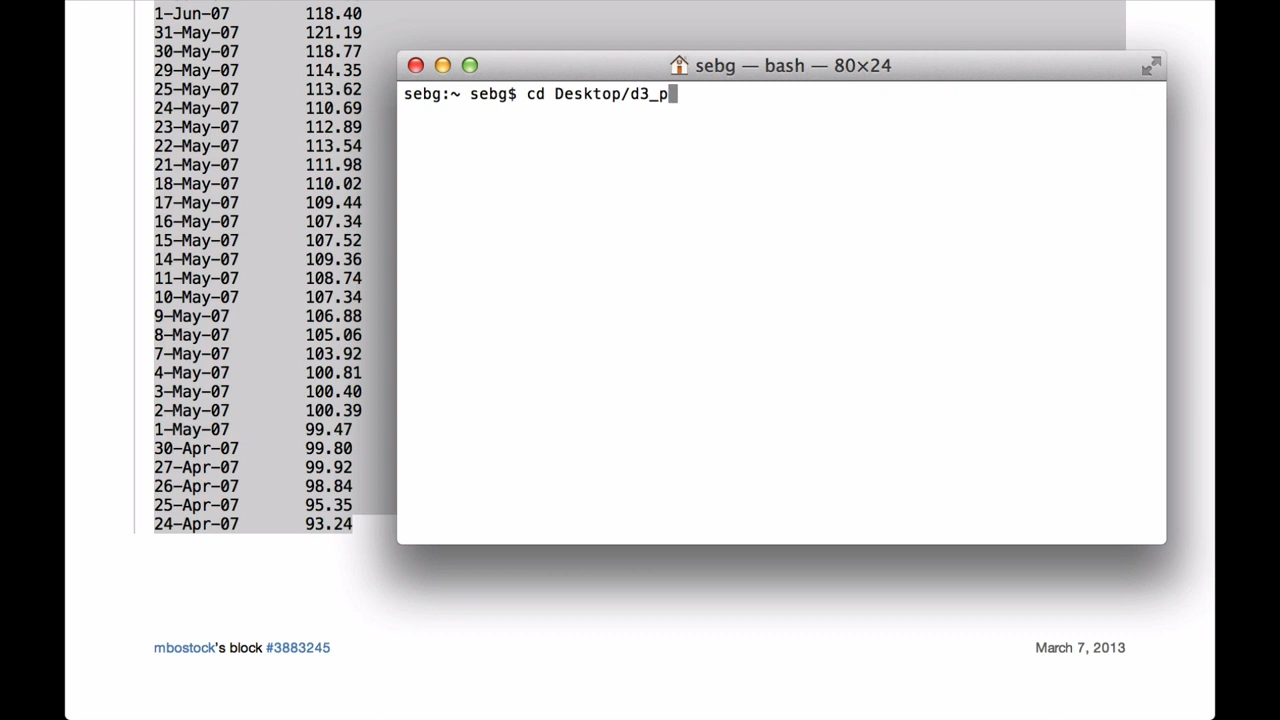 1-Jun-07 118.40
31-May-07 121.19
30-May-07 118.77
29-May-07 114.35
25-May-07 113.62
24-May-07 110.69
23-May-07 112.89
22-May-07 113.54
21-May-07 111.98
18-May-07 110.02
17-May-07 109.44
16-May-07 107.34
15-May-07 107.52
14-May-07 109.36
11-May-07 108.74
10-May-07 107.34
9-May-07 106.88
8-May-07 105.06
7-May-07 103.92
4-May-07 100.81
3-May-07 100.40
2-May-07 100.39
1-May-07 99.47
30-Apr-07 99.80
27-Apr-07 99.92
26-Apr-07 98.84
25-Apr-07 95.35
24-Apr-07 93.24
sebg — bash — 80×24
sebg:~ sebg$ cd Desktop/d3_p
mbostock's block #3883245
March 7, 2013